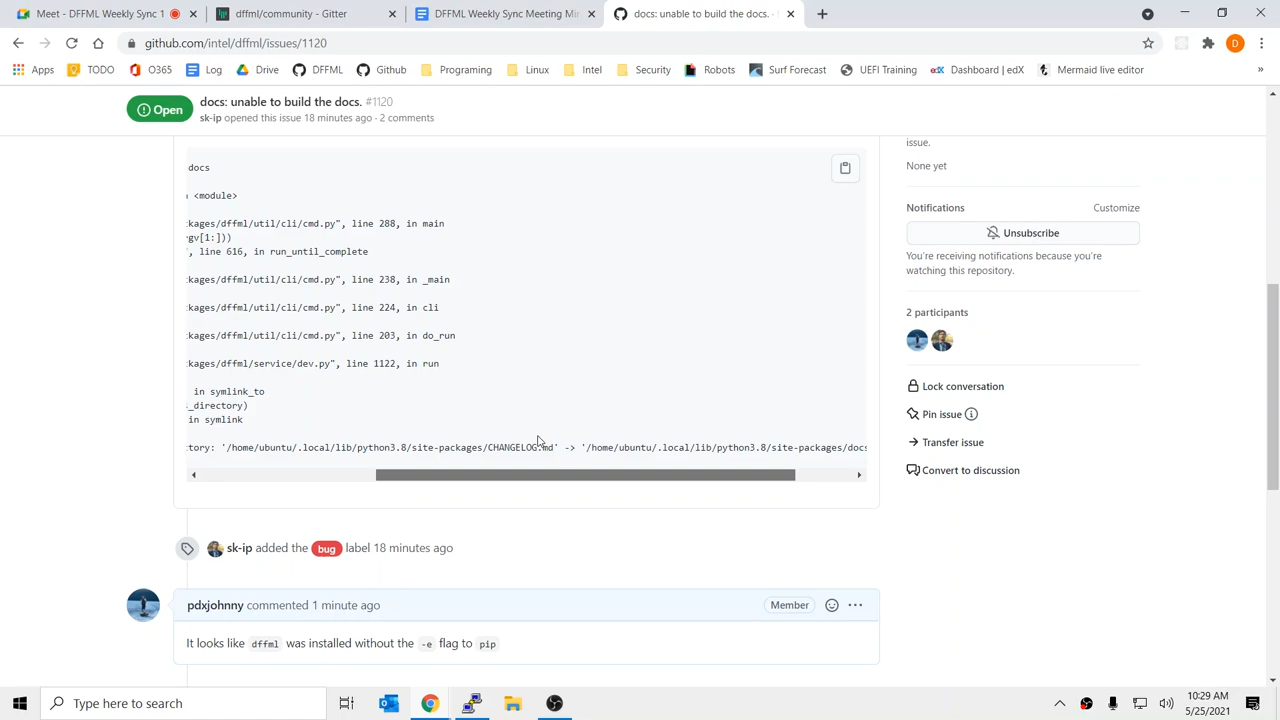 Meet - DFFML Weekly Sync 1
dffml/community - Gitter
DFFML Weekly Sync Meeting Mi
docs: unable to build the docs. ·
github.com/intel/dffml/issues/1120
D
Apps
TODO
O365
Log
Drive
DFFML
Github
Programing
Linux
Intel
Security
Robots
Surf Forecast
UEFI Training
Dashboard | edX
Mermaid live editor
»
Open
docs: unable to build the docs. #1120
sk-ip opened this issue 18 minutes ago · 2 comments
docs
<module>
kages/dffml/util/cli/cmd.py", line 288, in main
rgv[1:]))
', line 616, in run_until_complete
kages/dffml/util/cli/cmd.py", line 238, in _main
kages/dffml/util/cli/cmd.py", line 224, in cli
kages/dffml/util/cli/cmd.py", line 203, in do_run
kages/dffml/service/dev.py", line 1122, in run
in symlink_to
_directory)
in symlink
tory: '/home/ubuntu/.local/lib/python3.8/site-packages/CHANGELOG.md' -> '/home/ubuntu/.local/lib/python3.8/site-packages/docs
sk-ip added the bug label 18 minutes ago
pdxjohnny commented 1 minute ago
Member
It looks like dffml was installed without the -e flag to pip
issue.
None yet
Notifications
Customize
Unsubscribe
You're receiving notifications because you're
watching this repository.
2 participants
Lock conversation
Pin issue
Transfer issue
Convert to discussion
Type here to search
10:29 AM
5/25/2021